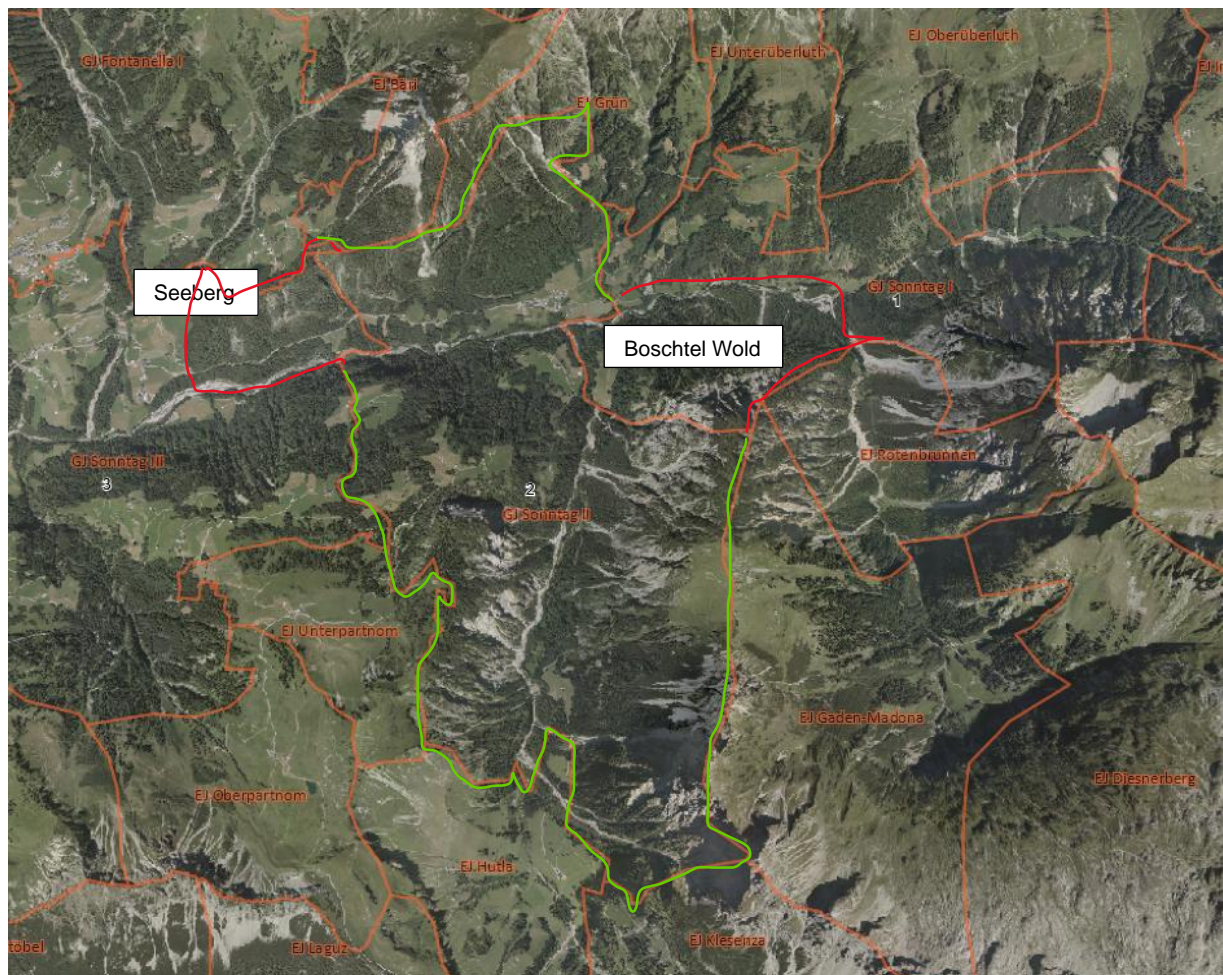 EJ Oberüberluth
EJ Unterüberluth
GJ Fontanella I
EJ Bäri
EJ Grün
Seeberg
GJ Sonntag I
1
Boschtel Wold
GJ Sonntag III
3
EJ Rotenbrunnen
2
GJ Sonntag II
EJ Unterpartnom
EJ Gaden-Madona
EJ Diesnerberg
EJ Oberpartnom
EJ Hutla
EJ Klesenza
EJ Laguz